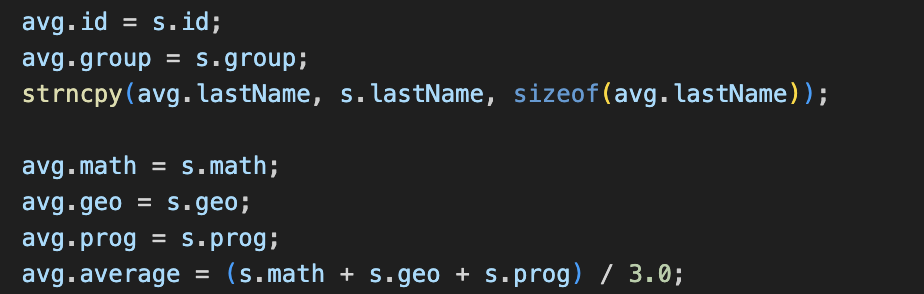 avg.id = s.id;
avg.group = s.group;
strncpy(avg.lastName, s.lastName, sizeof(avg.lastName));
avg.math = s.math;
avg.geo = s.geo;
avg.prog = s.prog;
avg.average = (s.math + s.geo + s.prog) / 3.0;